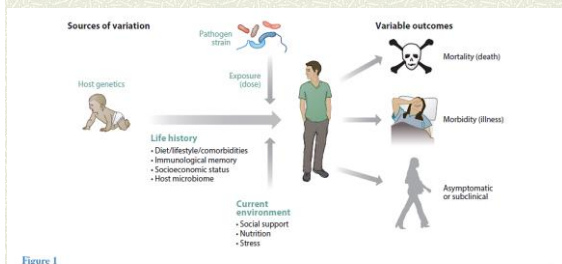 Sources of variation
Variable outcomes
Pathogen
strain
Exposure
(dose)
Host genetics
Life history
• Diet/lifestyle/comorbidities
• Immunological memory
• Socioeconomic status
• Host microbiome
Current
environment
• Social support
• Nutrition
• Stress
Mortality (death)
Morbidity (illness)
Asymptomatic
or subclinical
Figure 1